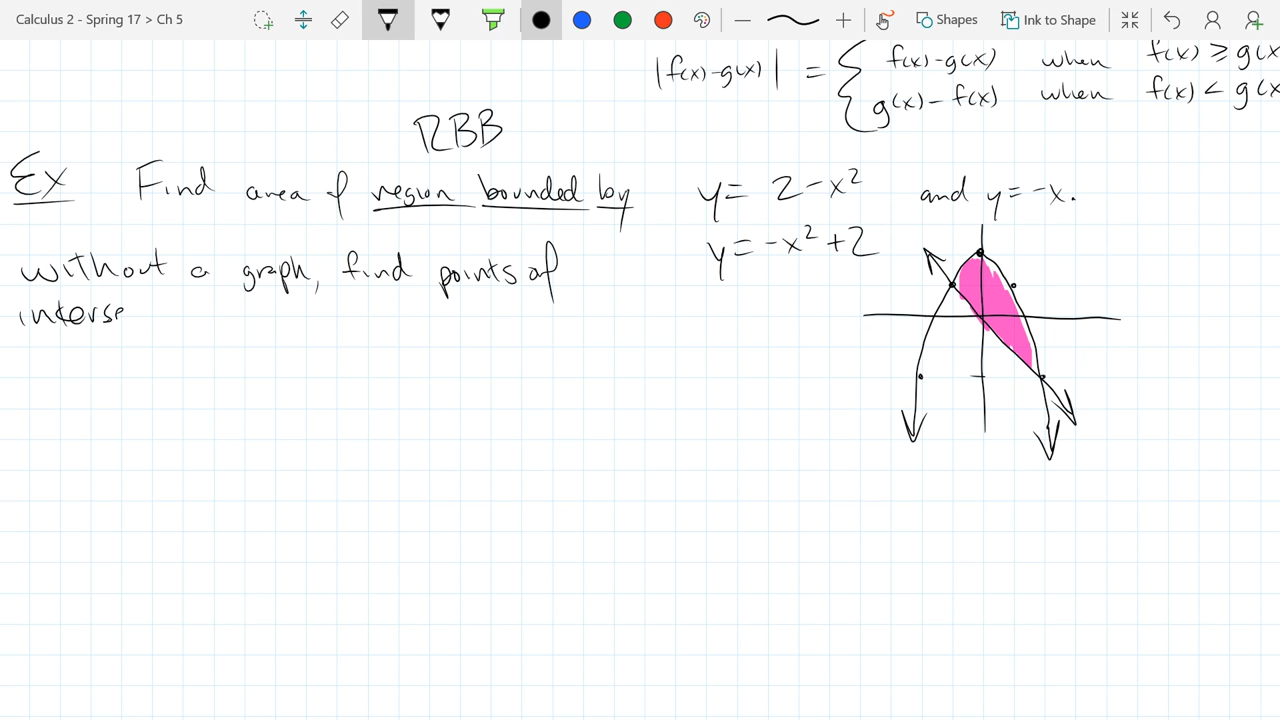 Calculus 2 - Spring 17 > Ch 5
Shapes
Ink to Shape
|f(x)-g(x)| = { f(x)-g(x) when f(x) ≥ g(x
g(x) - f(x) when f(x) < g(x
RBB
Ex Find area of region bounded by y = 2-x² and y = -x.
y = -x² + 2
without a graph, find points of
interse